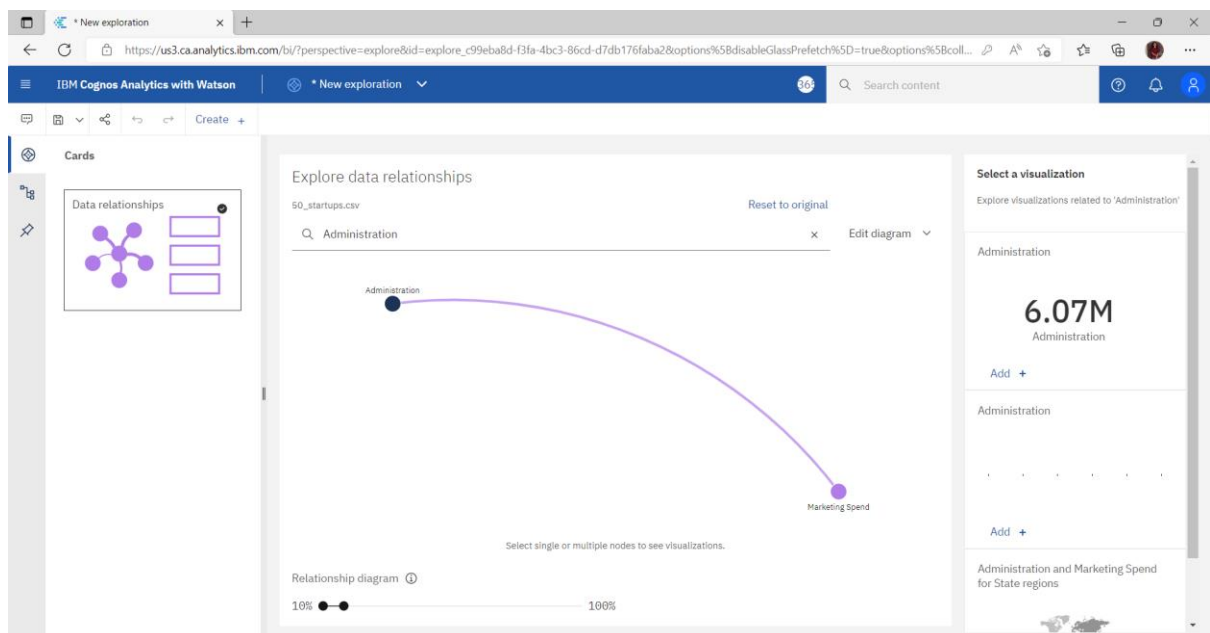 * New exploration
https://us3.ca.analytics.ibm.com/bi/?perspective=explore&id=explore_c99eba8d-f3fa-4bc3-86cd-d7db176faba2&options%5BdisableGlassPrefetch%5D=true&options%5Bcoll...
IBM Cognos Analytics with Watson
* New exploration
Search content
Create +
Cards
Data relationships
Explore data relationships
50_startups.csv
Reset to original
Administration
Edit diagram
Administration
Marketing Spend
Select single or multiple nodes to see visualizations.
Relationship diagram
10%
100%
Select a visualization
Explore visualizations related to 'Administration'
Administration
6.07M
Administration
Add +
Administration
Add +
Administration and Marketing Spend
for State regions